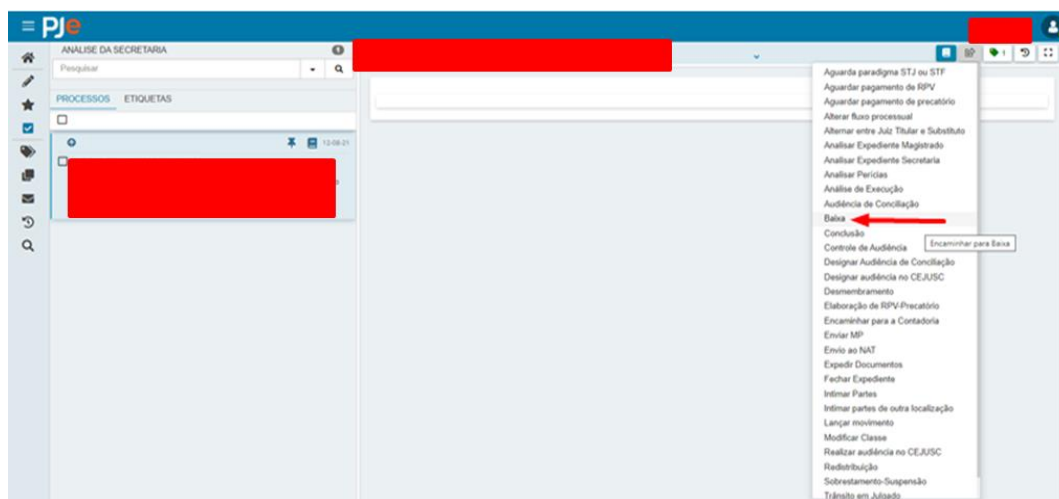 PJe
ANALISE DA SECRETARIA
Pesquisar
PROCESSOS ETIQUETAS
12-08-21
1
Aguarda paradigma STJ ou STF
Aguardar pagamento de RPV
Aguardar pagamento de precatório
Alterar fluxo processual
Alternar entre Juiz Titular e Substituto
Analisar Expediente Magistrado
Analisar Expediente Secretaria
Analisar Perícias
Análise de Execução
Audiência de Conciliação
Baixa
Conclusão
Controle de Audiência
Encaminhar para Baixa
Designar Audiência de Conciliação
Designar audiência no CEJUSC
Desmembramento
Elaboração de RPV-Precatório
Encaminhar para a Contadoria
Enviar MP
Envio ao NAT
Expedir Documentos
Fechar Expediente
Intimar Partes
Intimar partes de outra localização
Lançar movimento
Modificar Classe
Realizar audiência no CEJUSC
Redistribuição
Sobrestamento-Suspensão
Trânsito em Julgado